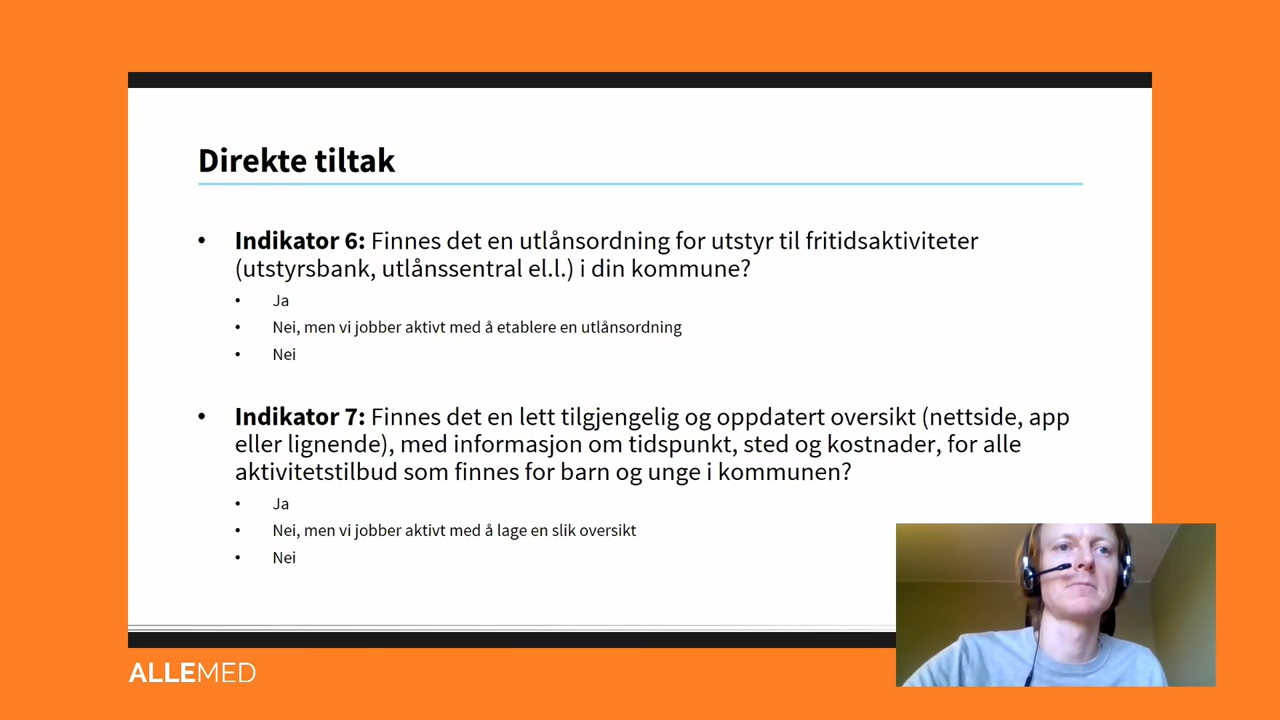 Direkte tiltak
• Indikator 6: Finnes det en utlånsordning for utstyr til fritidsaktiviteter
(utstyrsbank, utlånssentral el.l.) i din kommune?
• Ja
• Nei, men vi jobber aktivt med å etablere en utlånsordning
• Nei
• Indikator 7: Finnes det en lett tilgjengelig og oppdatert oversikt (nettside, app
eller lignende), med informasjon om tidspunkt, sted og kostnader, for alle
aktivitetstilbud som finnes for barn og unge i kommunen?
• Ja
• Nei, men vi jobber aktivt med å lage en slik oversikt
• Nei
ALLEMED